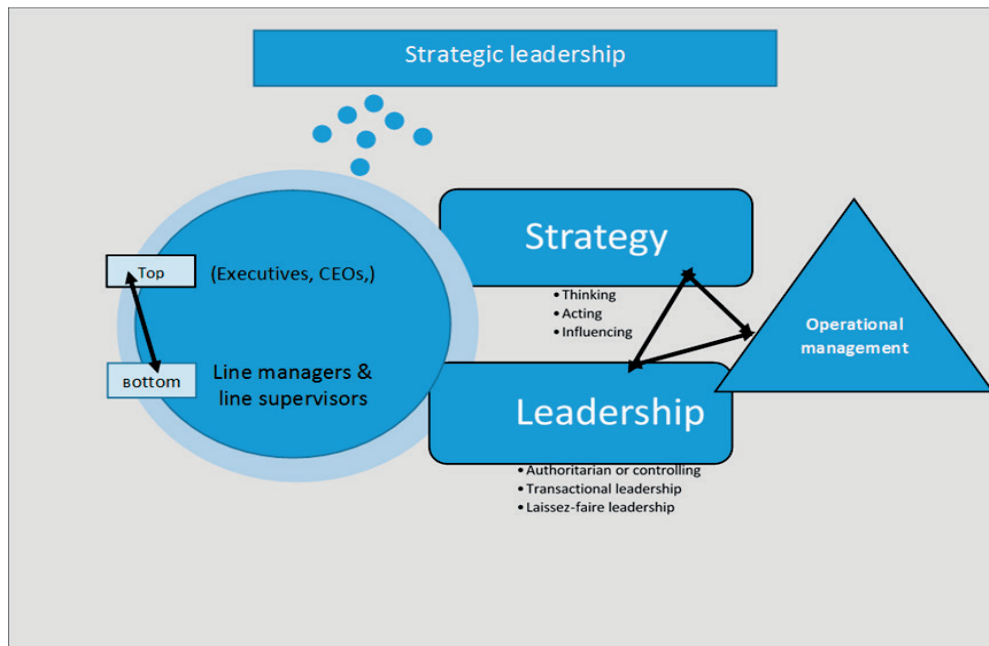 Strategic leadership
Top
(Executives, CEOs,)
Bottom
Line managers &
line supervisors
Strategy
• Thinking
• Acting
• Influencing
Leadership
• Authoritarian or controlling
• Transactional leadership
• Laissez-faire leadership
Operational
management